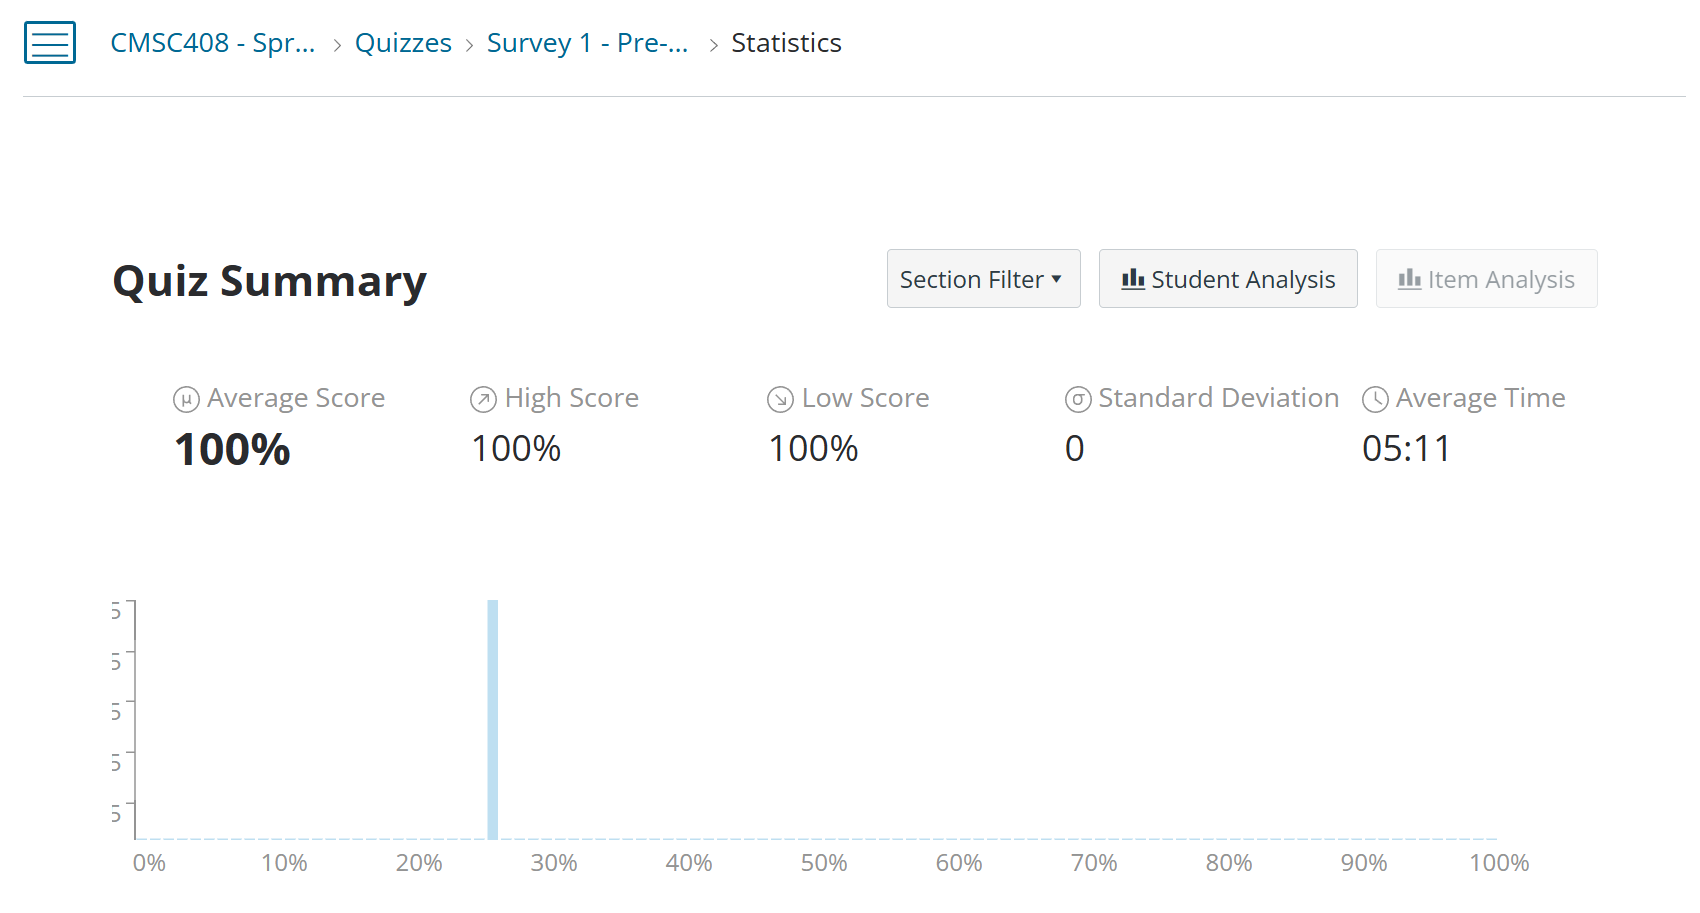 CMSC408 - Spr... > Quizzes > Survey 1 - Pre-... > Statistics
Quiz Summary
Section Filter ▾ Student Analysis Item Analysis
μ Average Score High Score Low Score σ Standard Deviation Average Time
100% 100% 100% 0 05:11
5
5
5
5
5
0% 10% 20% 30% 40% 50% 60% 70% 80% 90% 100%